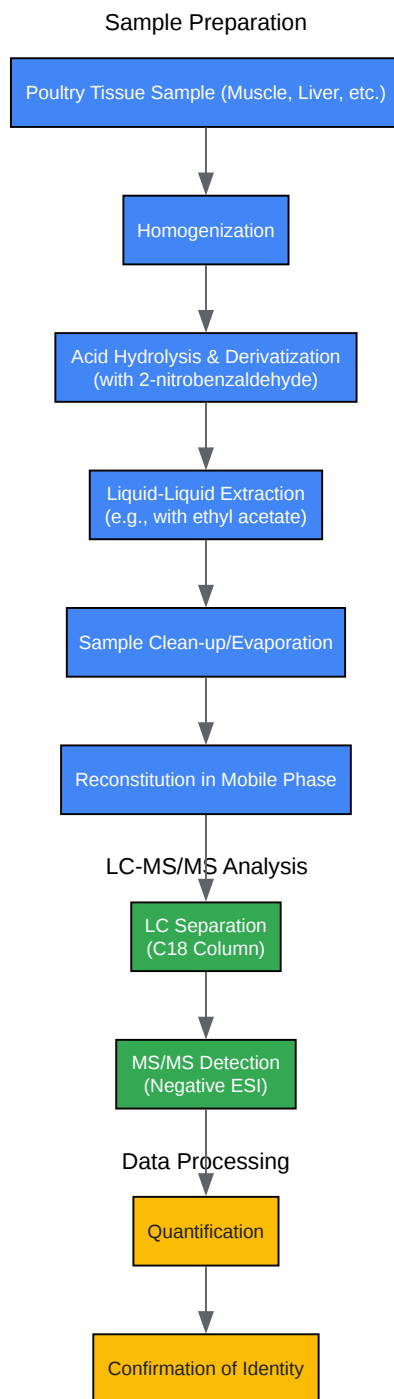 Sample Preparation
Poultry Tissue Sample (Muscle, Liver, etc.)
Homogenization
Acid Hydrolysis & Derivatization
(with 2-nitrobenzaldehyde)
Liquid-Liquid Extraction
(e.g., with ethyl acetate)
Sample Clean-up/Evaporation
Reconstitution in Mobile Phase
LC-MS/MS Analysis
LC Separation
(C18 Column)
MS/MS Detection
(Negative ESI)
Data Processing
Quantification
Confirmation of Identity